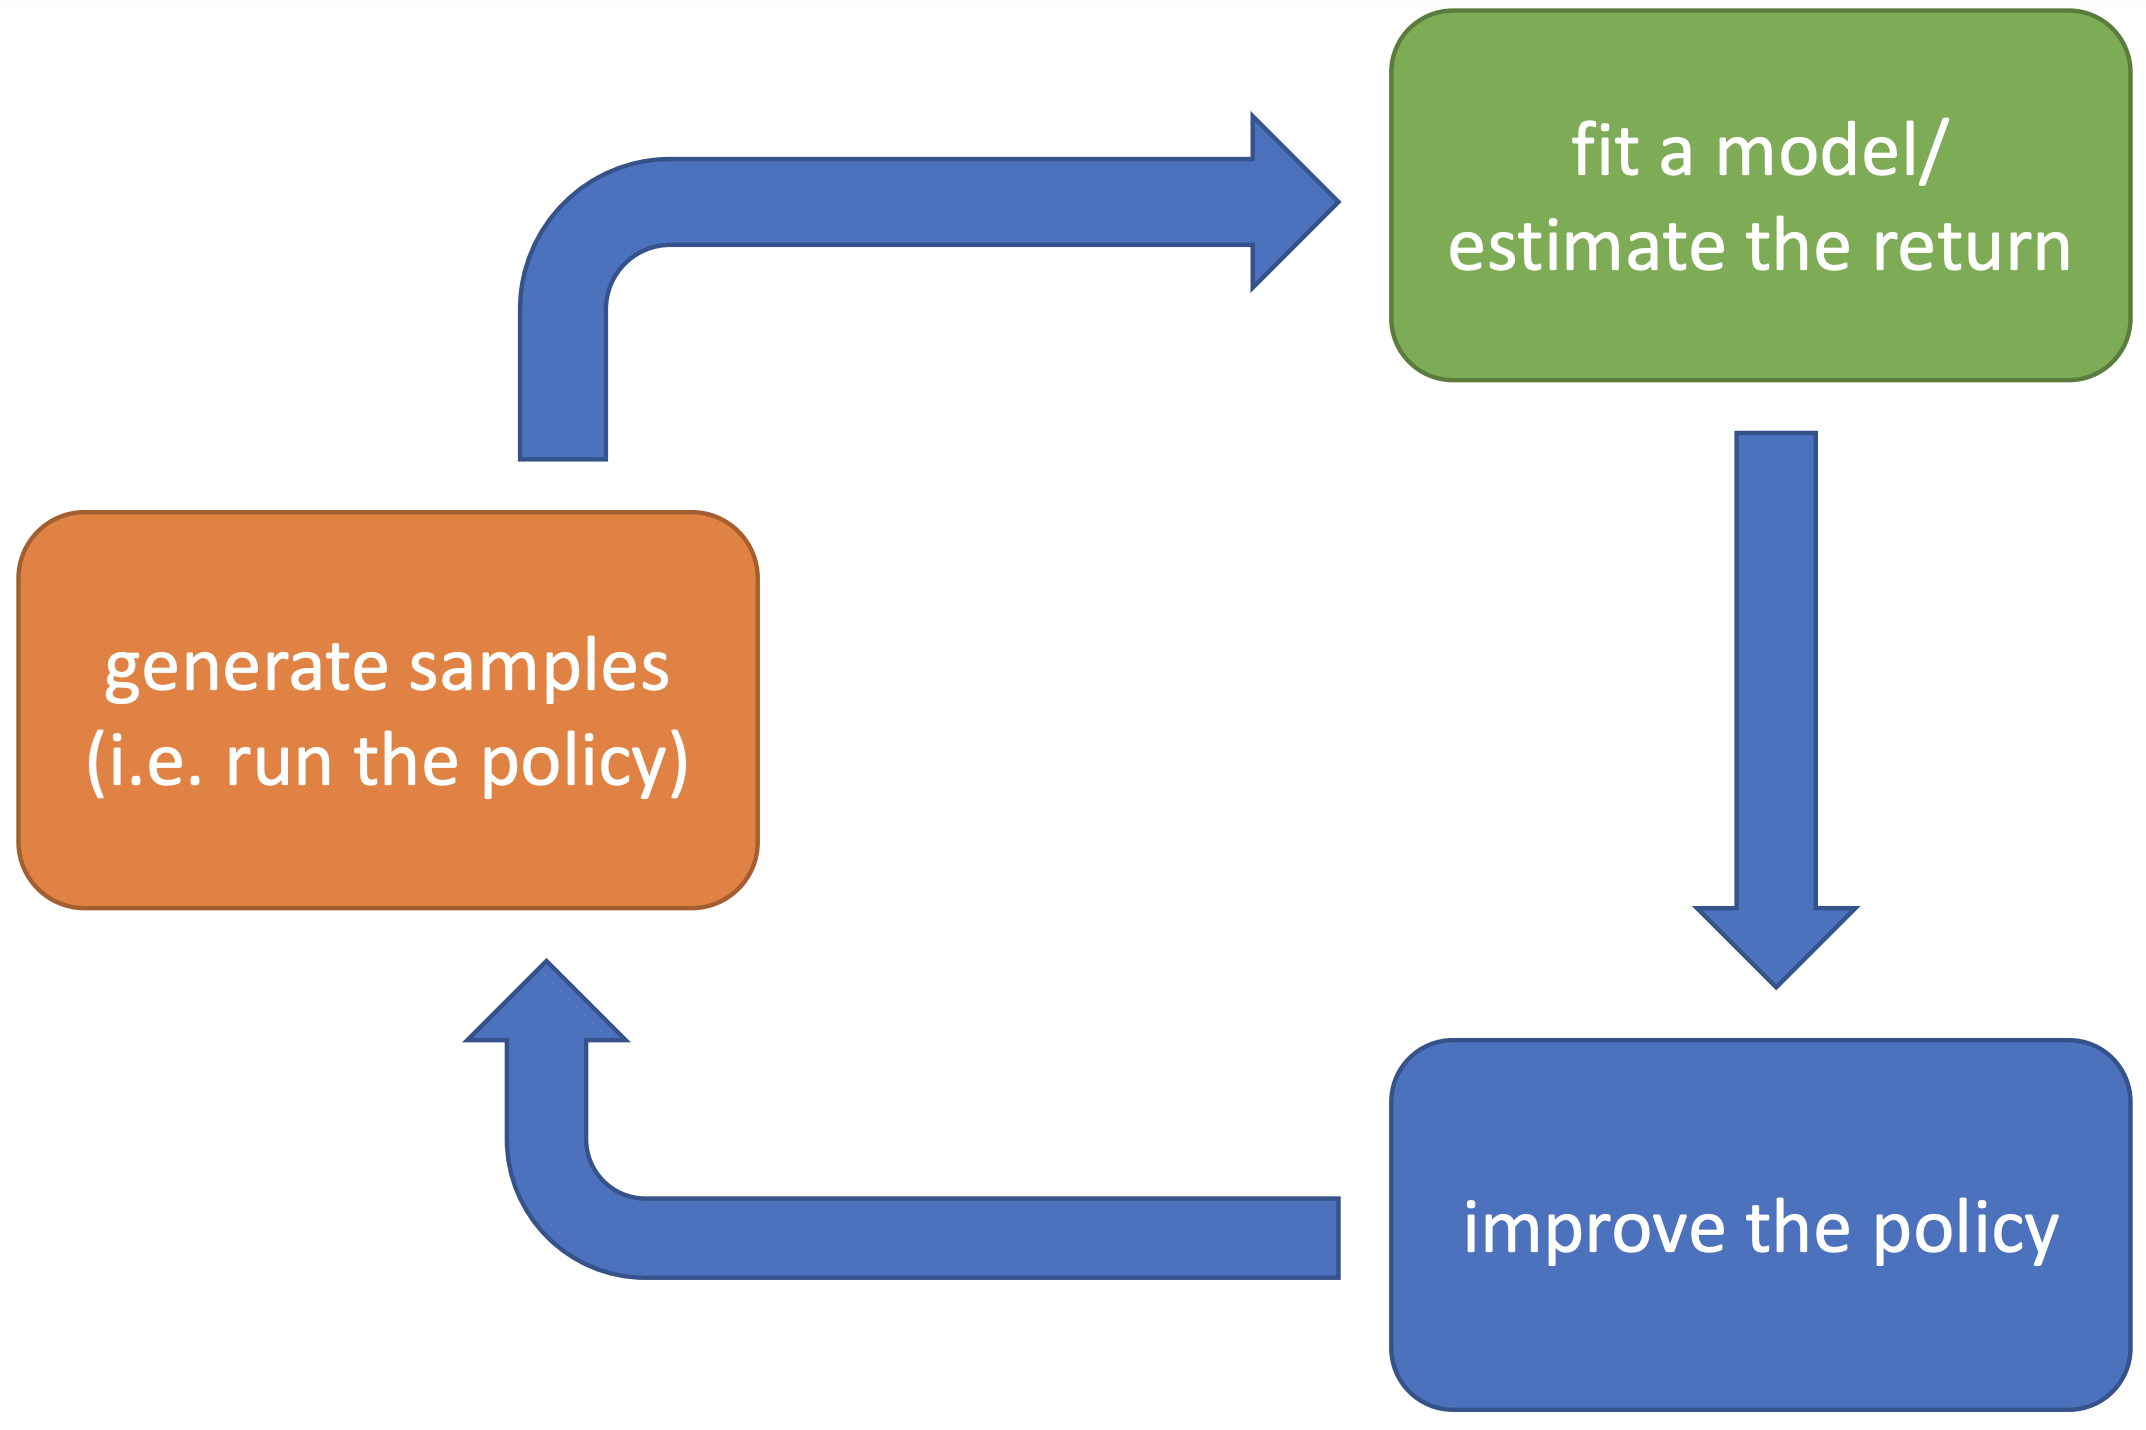 fit a model/
estimate the return
generate samples
(i.e. run the policy)
improve the policy